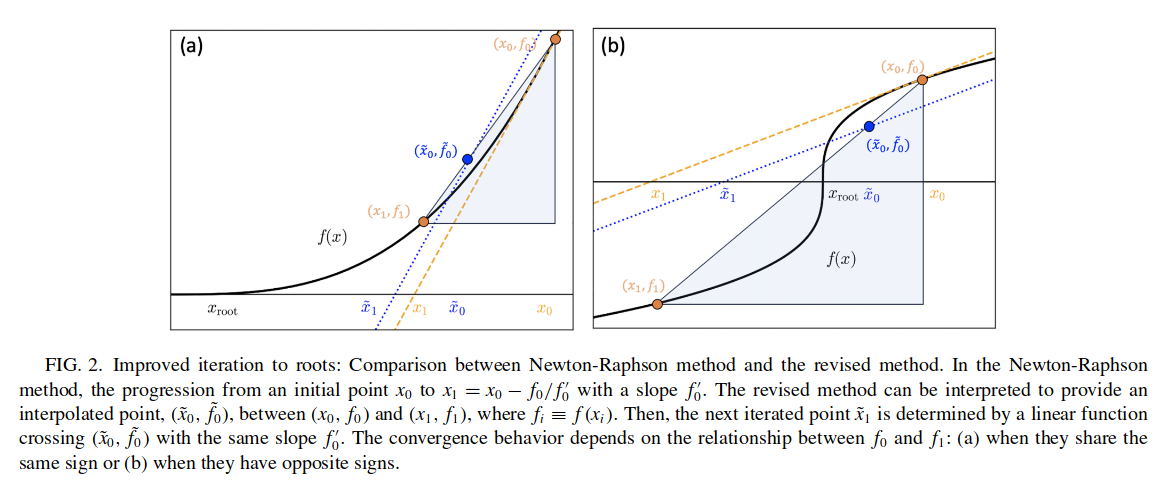 (a)
(x₀, f₀)
(x̃₀, f̃₀)
(x₁, f₁)
f(x)
x_root
x̃₁
x₁
x̃₀
x₀
(b)
(x₀, f₀)
(x̃₀, f̃₀)
x₁
x̃₁
x_root
x̃₀
x₀
f(x)
(x₁, f₁)
FIG. 2. Improved iteration to roots: Comparison between Newton-Raphson method and the revised method. In the Newton-Raphson
method, the progression from an initial point x₀ to x₁ = x₀ − f₀/f₀′ with a slope f₀′. The revised method can be interpreted to provide an
interpolated point, (x̃₀, f̃₀), between (x₀, f₀) and (x₁, f₁), where fᵢ ≡ f(xᵢ). Then, the next iterated point x̃₁ is determined by a linear function
crossing (x̃₀, f̃₀) with the same slope f₀′. The convergence behavior depends on the relationship between f₀ and f₁: (a) when they share the
same sign or (b) when they have opposite signs.